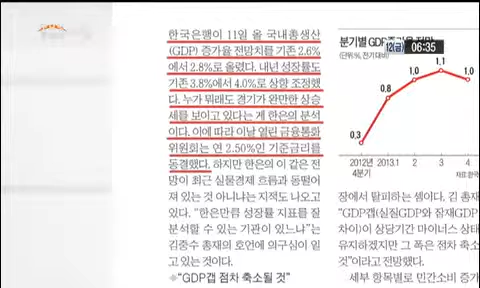 한국은행이 11일 올 국내총생산
(GDP) 증가율 전망치를 기존 2.6%
에서 2.8%로 올렸다. 내년 성장률도
기존 3.8%에서 4.0%로 상향 조정했
다. 누가 뭐래도 경기가 완만한 상승
세를 보이고 있다는 게 한은의 분석
이다. 이에 따라 이날 열린 금융통화
위원회는 연 2.50%인 기준금리를
동결했다. 하지만 한은의 이 같은 전
망이 최근 실물경제 흐름과 동떨어
져 있는 것 아니냐는 지적도 나오고
있다. “한은만큼 성장률 지표를 잘
분석할 수 있는 기관이 있느냐”는
김중수 총재의 호언에 의구심이 일
고 있는 것이다.
◇“GDP갭 점차 축소될 것”
분기별 GDP증가율 전망
(단위:%, 전기대비)
12(금) 06:35
0.3
0.8
1.0
1.1
1.0
2012년 2013.1 2 3 4
4분기
자료:한국
장에서 탈피하는 셈이다. 김 총
“GDP갭(실질GDP와 잠재GDP
차이)이 상당기간 마이너스 상태
유지하겠지만 그 폭은 점차 축소
것”이라고 전망했다.
세부 항목별로 민간소비 증가